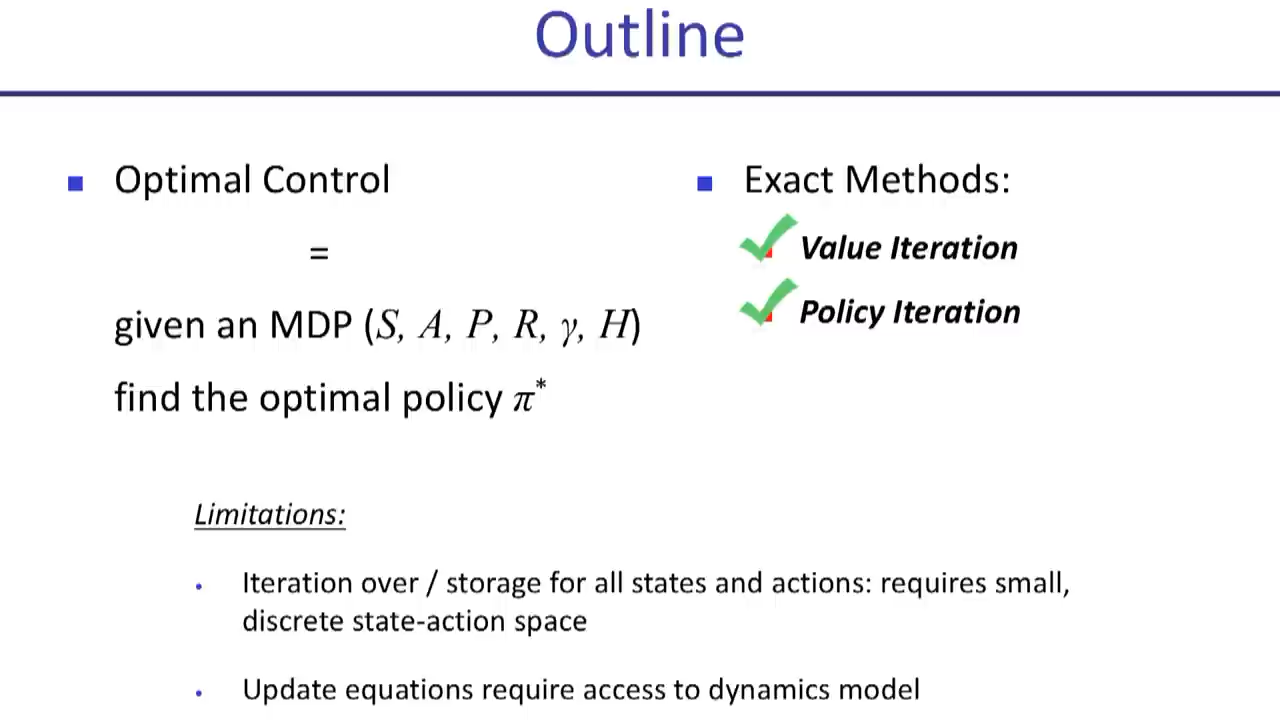 Outline
Optimal Control
=
given an MDP (S, A, P, R, γ, H)
find the optimal policy π*
Exact Methods:
Value Iteration
Policy Iteration
Limitations:
Iteration over / storage for all states and actions: requires small,
discrete state-action space
Update equations require access to dynamics model